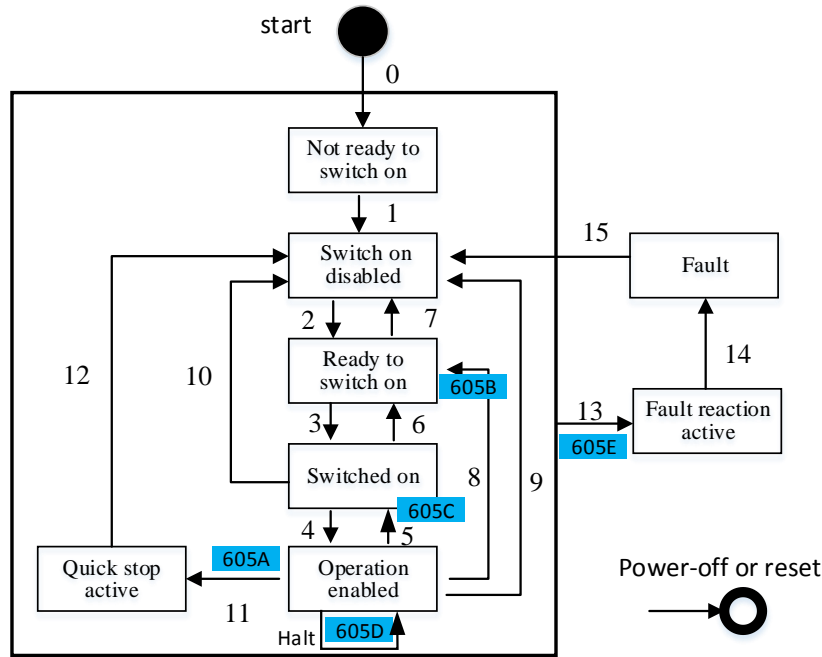 start
0
Not ready to
switch on
1
15
Switch on
disabled
Fault
2
7
12
10
Ready to
switch on
605B
14
3
6
13
Fault reaction
active
605E
Switched on
8
9
605C
4
5
605A
Quick stop
active
Operation
enabled
Power-off or reset
11
Halt
605D